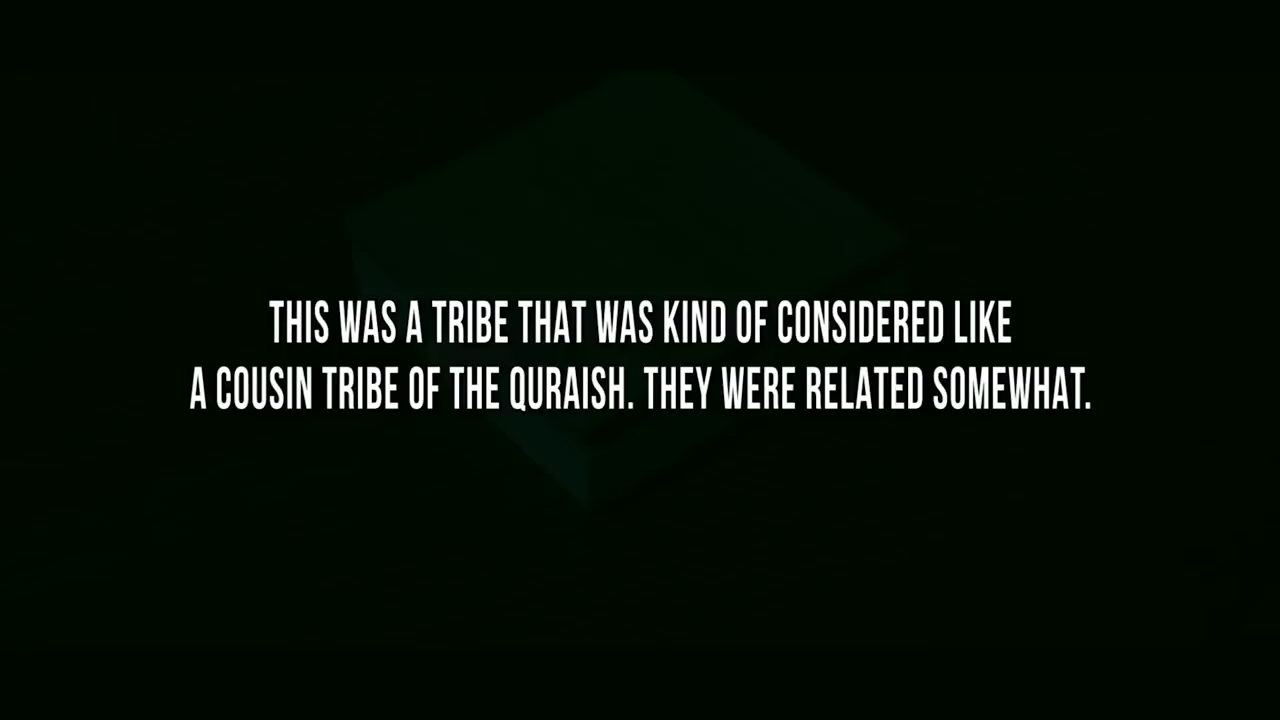 THIS WAS A TRIBE THAT WAS KIND OF CONSIDERED LIKE
A COUSIN TRIBE OF THE QURAISH. THEY WERE RELATED SOMEWHAT.